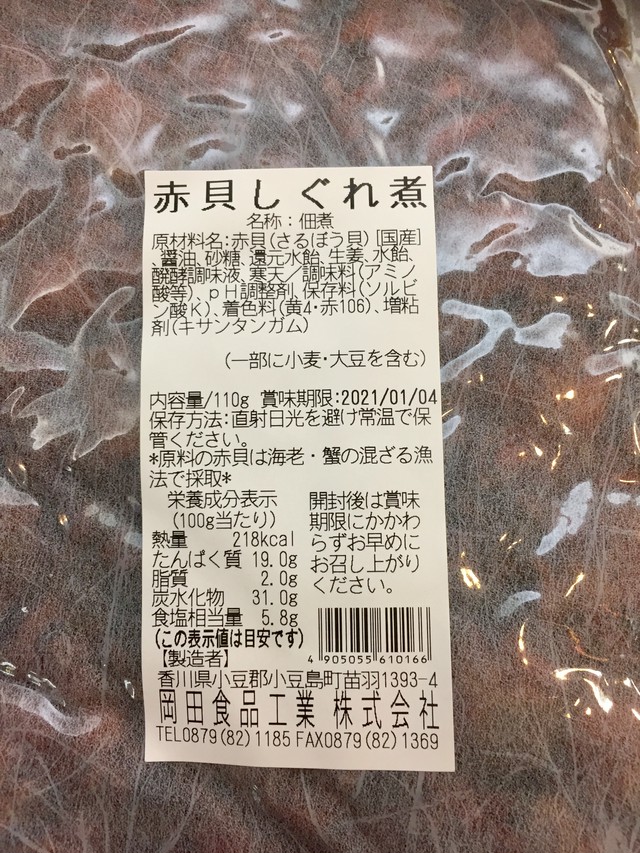 赤貝しぐれ煮
名称：佃煮
原材料名：赤貝（さるぼう貝）[国産]
、醤油、砂糖、還元水飴、生姜、水飴、
醗酵調味液、寒天／調味料（アミノ
酸等）、ｐＨ調整剤、保存料（ソルビ
ン酸Ｋ）、着色料（黄4・赤106）、増粘
剤（キサンタンガム）
（一部に小麦・大豆を含む）
内容量/110g 賞味期限：2021/01/04
保存方法：直射日光を避け常温で保
管ください。
*原料の赤貝は海老・蟹の混ざる漁
法で採取*
栄養成分表示
（100g当たり）
熱量 218kcal
たんぱく質 19.0g
脂質 2.0g
炭水化物 31.0g
食塩相当量 5.8g
（この表示値は目安です）
開封後は賞味
期限にかかわ
らずお早めに
お召し上がり
ください。
4 905055 610166
【製造者】
香川県小豆郡小豆島町苗羽1393-4
岡田食品工業 株式会社
TEL0879(82)1185 FAX0879(82)1369